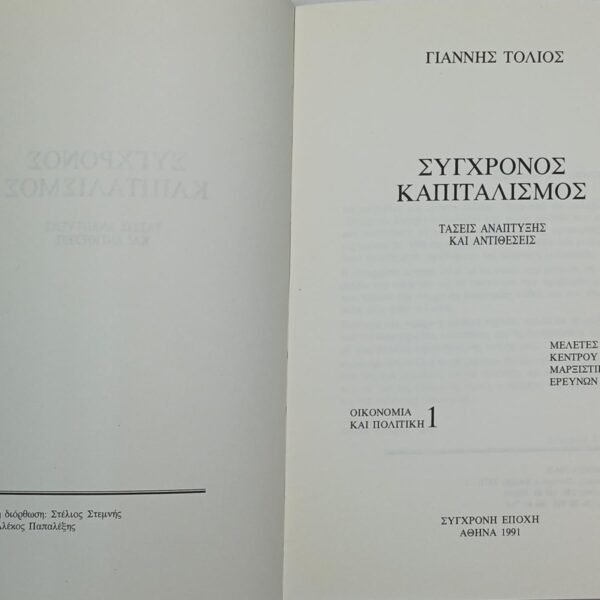 ή διόρθωση: Στέλιος Στεμνής
Αλέκος Παπαλέξης
ΓΙΑΝΝΗΣ ΤΟΛΙΟΣ
ΣΥΓΧΡΟΝΟΣ
ΚΑΠΙΤΑΛΙΣΜΟΣ
ΤΑΣΕΙΣ ΑΝΑΠΤΥΞΗΣ
ΚΑΙ ΑΝΤΙΘΕΣΕΙΣ
ΜΕΛΕΤΕΣ
ΚΕΝΤΡΟΥ
ΜΑΡΞΙΣΤΙ
ΕΡΕΥΝΩΝ
ΟΙΚΟΝΟΜΙΑ
ΚΑΙ ΠΟΛΙΤΙΚΗ 1
ΣΥΓΧΡΟΝΗ ΕΠΟΧΗ
ΑΘΗΝΑ 1991